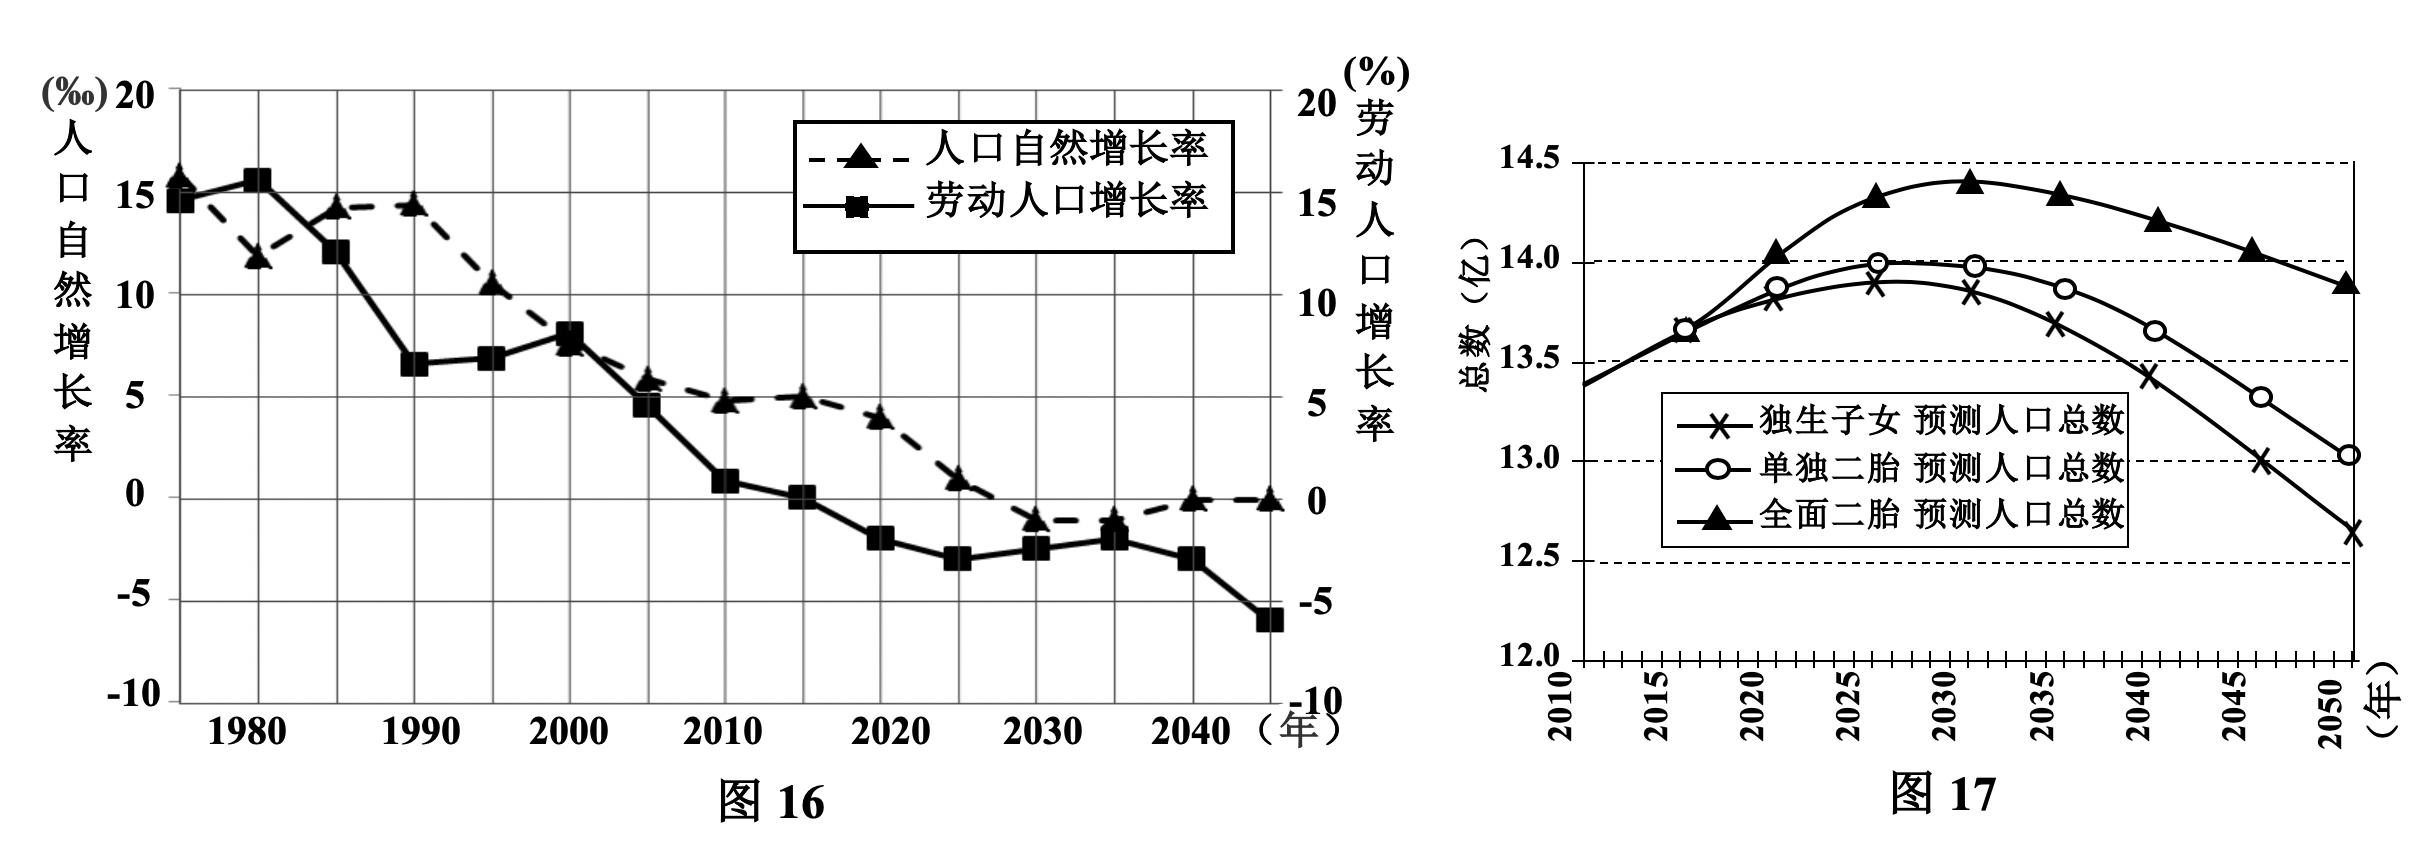 (‰)
人口自然增长率
20
15
10
5
0
-5
-10
人口自然增长率
劳动人口增长率
(%)
劳动人口增长率
20
15
10
5
0
-5
-10
1980 1990 2000 2010 2020 2030 2040 (年)
图 16
总数（亿）
14.5
14.0
13.5
13.0
12.5
12.0
独生子女 预测人口总数
单独二胎 预测人口总数
全面二胎 预测人口总数
2010 2015 2020 2025 2030 2035 2040 2045 2050 (年)
图 17